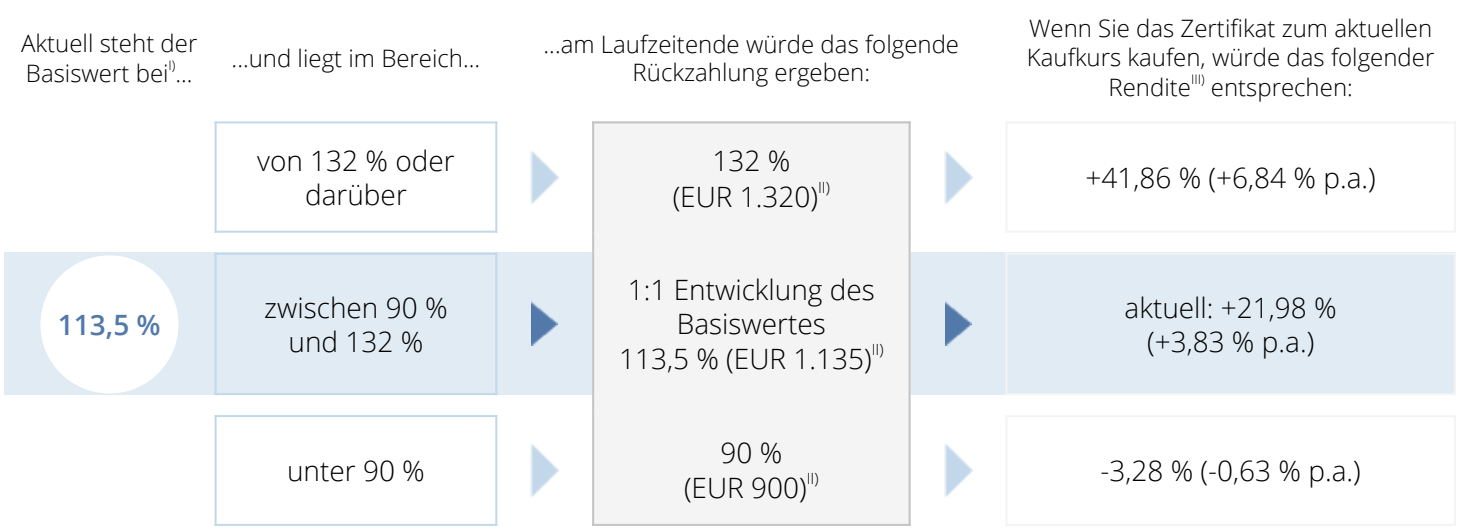 Aktuell steht der
Basiswert beiI)...
...und liegt im Bereich...
...am Laufzeitende würde das folgende
Rückzahlung ergeben:
Wenn Sie das Zertifikat zum aktuellen
Kaufkurs kaufen, würde das folgender
RenditeIII) entsprechen:
von 132 % oder
darüber
132 %
(EUR 1.320)II)
+41,86 % (+6,84 % p.a.)
113,5 %
zwischen 90 %
und 132 %
1:1 Entwicklung des
Basiswertes
113,5 % (EUR 1.135)II)
aktuell: +21,98 %
(+3,83 % p.a.)
unter 90 %
90 %
(EUR 900)II)
-3,28 % (-0,63 % p.a.)